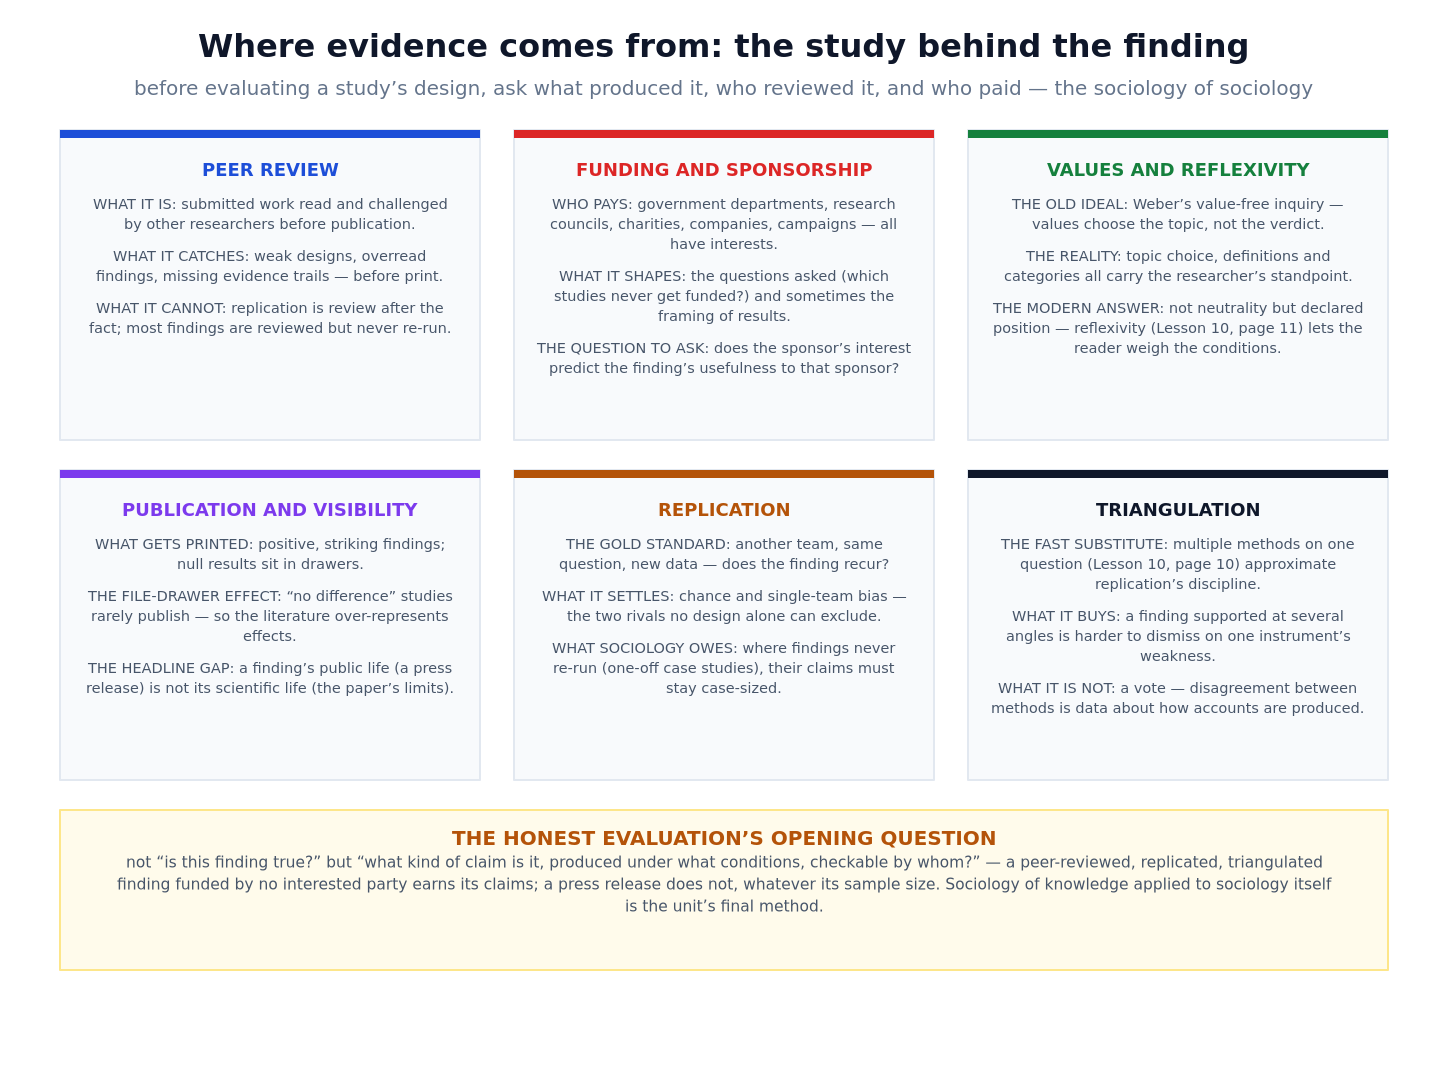 Where evidence comes from: the study behind the finding
before evaluating a study’s design, ask what produced it, who reviewed it, and who paid — the sociology of sociology
PEER REVIEW
WHAT IT IS: submitted work read and challenged
by other researchers before publication.
WHAT IT CATCHES: weak designs, overread
findings, missing evidence trails — before print.
WHAT IT CANNOT: replication is review after the
fact; most findings are reviewed but never re-run.
FUNDING AND SPONSORSHIP
WHO PAYS: government departments, research
councils, charities, companies, campaigns — all
have interests.
WHAT IT SHAPES: the questions asked (which
studies never get funded?) and sometimes the
framing of results.
THE QUESTION TO ASK: does the sponsor’s interest
predict the finding’s usefulness to that sponsor?
VALUES AND REFLEXIVITY
THE OLD IDEAL: Weber’s value-free inquiry —
values choose the topic, not the verdict.
THE REALITY: topic choice, definitions and
categories all carry the researcher’s standpoint.
THE MODERN ANSWER: not neutrality but declared
position — reflexivity (Lesson 10, page 11) lets the
reader weigh the conditions.
PUBLICATION AND VISIBILITY
WHAT GETS PRINTED: positive, striking findings;
null results sit in drawers.
THE FILE-DRAWER EFFECT: “no difference” studies
rarely publish — so the literature over-represents
effects.
THE HEADLINE GAP: a finding’s public life (a press
release) is not its scientific life (the paper’s limits).
REPLICATION
THE GOLD STANDARD: another team, same
question, new data — does the finding recur?
WHAT IT SETTLES: chance and single-team bias —
the two rivals no design alone can exclude.
WHAT SOCIOLOGY OWES: where findings never
re-run (one-off case studies), their claims must
stay case-sized.
TRIANGULATION
THE FAST SUBSTITUTE: multiple methods on one
question (Lesson 10, page 10) approximate
replication’s discipline.
WHAT IT BUYS: a finding supported at several
angles is harder to dismiss on one instrument’s
weakness.
WHAT IT IS NOT: a vote — disagreement between
methods is data about how accounts are produced.
THE HONEST EVALUATION’S OPENING QUESTION
not “is this finding true?” but “what kind of claim is it, produced under what conditions, checkable by whom?” — a peer-reviewed, replicated, triangulated
finding funded by no interested party earns its claims; a press release does not, whatever its sample size. Sociology of knowledge applied to sociology itself
is the unit’s final method.